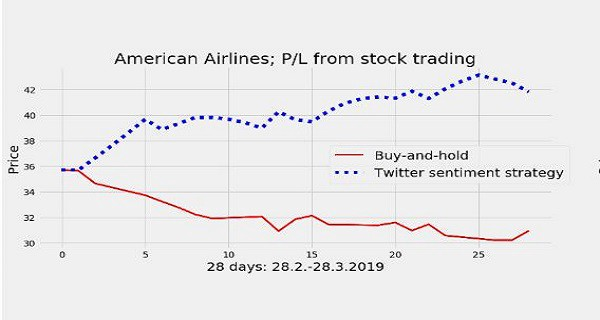 American Airlines; P/L from stock trading
42
40
38
36
34
32
30
Price
Buy-and-hold
Twitter sentiment strategy
0 5 10 15 20 25
28 days: 28.2.-28.3.2019